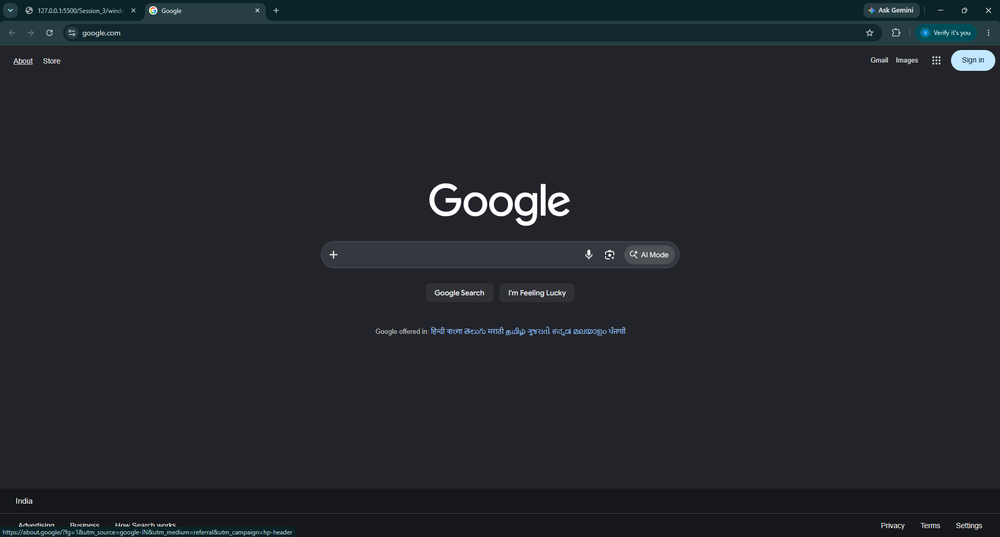 127.0.0.1:5500/Session_3/windo
Google
Ask Gemini
google.com
Verify it's you
About Store
Gmail Images
Sign in
Google
AI Mode
Google Search I'm Feeling Lucky
Google offered in: हिन्दी বাংলা తెలుగు मराठी தமிழ் ગુજરાતી ಕನ್ನಡ മലയാളം ਪੰਜਾਬੀ
India
Advertising Business How Search works
Privacy Terms Settings
https://about.google/?fg=1&utm_source=google-IN&utm_medium=referral&utm_campaign=hp-header